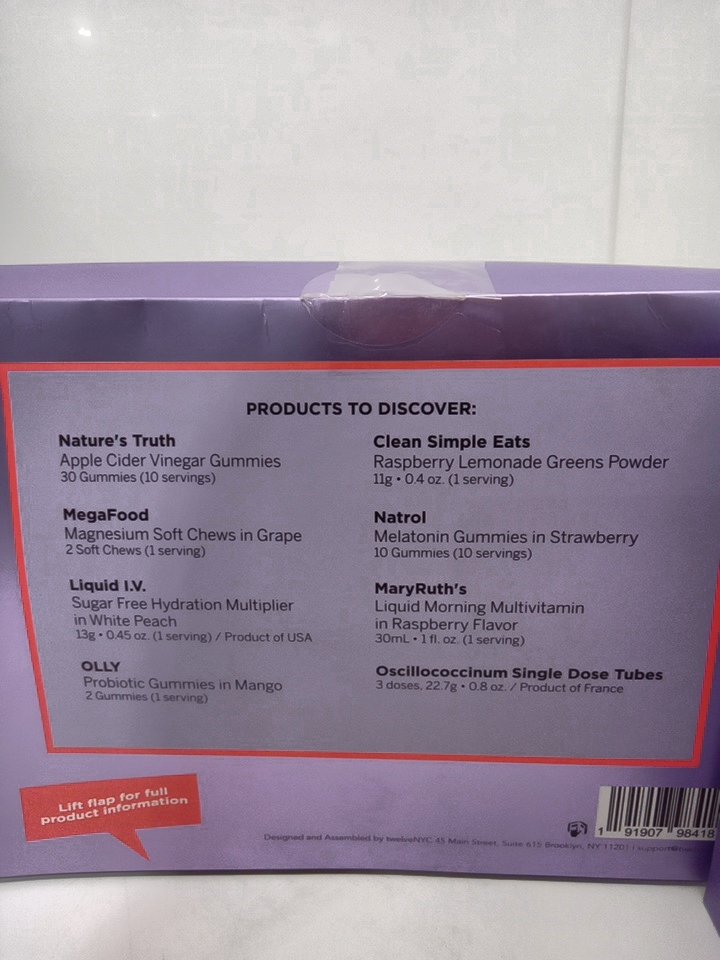 PRODUCTS TO DISCOVER:
Nature's Truth
Apple Cider Vinegar Gummies
30 Gummies (10 servings)
MegaFood
Magnesium Soft Chews in Grape
2 Soft Chews (1 serving)
Liquid I.V.
Sugar Free Hydration Multiplier
in White Peach
13g • 0.45 oz. (1 serving) / Product of USA
OLLY
Probiotic Gummies in Mango
2 Gummies (1 serving)
Clean Simple Eats
Raspberry Lemonade Greens Powder
11g • 0.4 oz. (1 serving)
Natrol
Melatonin Gummies in Strawberry
10 Gummies (10 servings)
MaryRuth's
Liquid Morning Multivitamin
in Raspberry Flavor
30mL • 1 fl. oz. (1 serving)
Oscillococcinum Single Dose Tubes
3 doses, 22.7g • 0.8 oz. / Product of France
Lift flap for full
product information
Designed and Assembled by twelveNYC 45 Main Street, Suite 615 Brooklyn, NY 11201 | support@
1 91907 98418